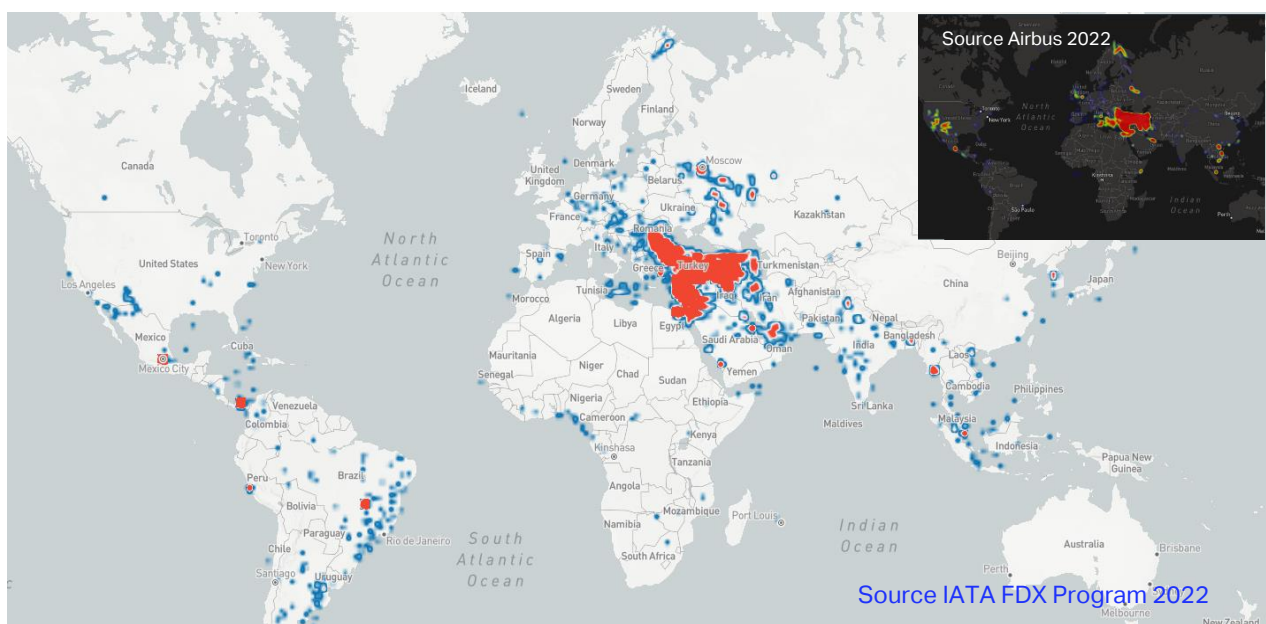 Source Airbus 2022
North
Atlantic
Ocean
Iceland
Sweden
Finland
Norway
Canada
United
Kingdom
Denmark
Moscow
Belarus
Germany
Ukraine
Kazakhstan
France
Romania
Toronto
New York
North
Atlantic
Ocean
Italy
Spain
Greece
Turkey
Turkmenistan
Beijing
United States
Los Angeles
Japan
China
Tunisia
Morocco
Iraq
Iran
Afghanistan
Algeria
Libya
Egypt
Pakistan
Nepal
Mexico
Cuba
Saudi Arabia
Bangladesh
India
Oman
Laos
Mexico City
Mauritania
Niger
Chad
Sudan
Yemen
Senegal
Cambodia
Philippines
Nigeria
Ethiopia
Sri Lanka
Venezuela
Cameroon
Colombia
Maldives
Malaysia
Kenya
Kinshasa
Indonesia
Tanzania
Papua New
Guinea
Peru
Brazil
Angola
Bolivia
Mozambique
Port Louis
Namibia
Indian
Ocean
Paraguay
Rio de Janeiro
South
Atlantic
Ocean
Chile
South Africa
Australia
Brisbane
Santiago
Uruguay
Perth
Source IATA FDX Program 2022
Melbourne
New Zealand